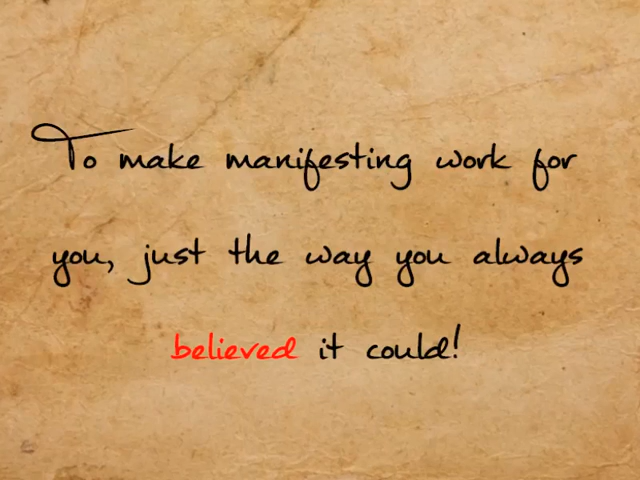 To make manifesting work for
you, just the way you always
believed it could!